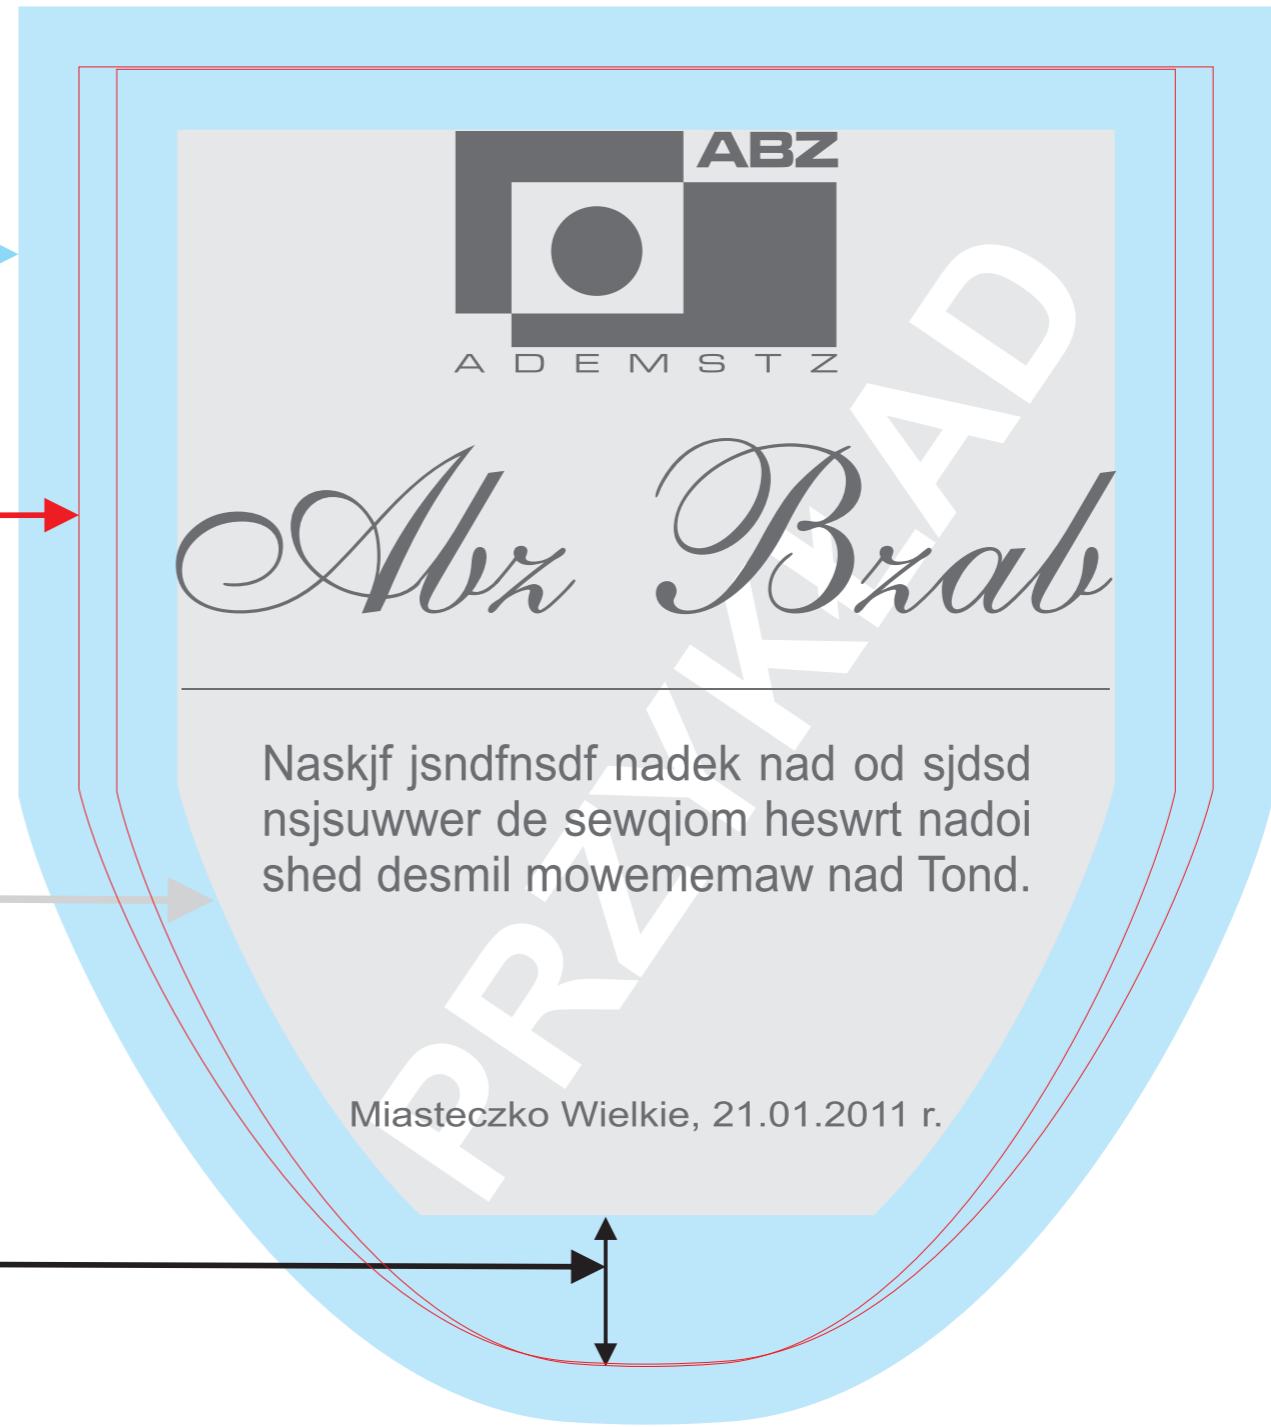 ABZ
ADEMSTZ
Abz Bzab
Naskjf jsndfnsdf nadek nad od sjdsd
nsjsuwwer de sewqiom heswrt nadoi
shed desmil mowememaw nad Tond.
Miasteczko Wielkie, 21.01.2011 r.
PRZYKŁAD